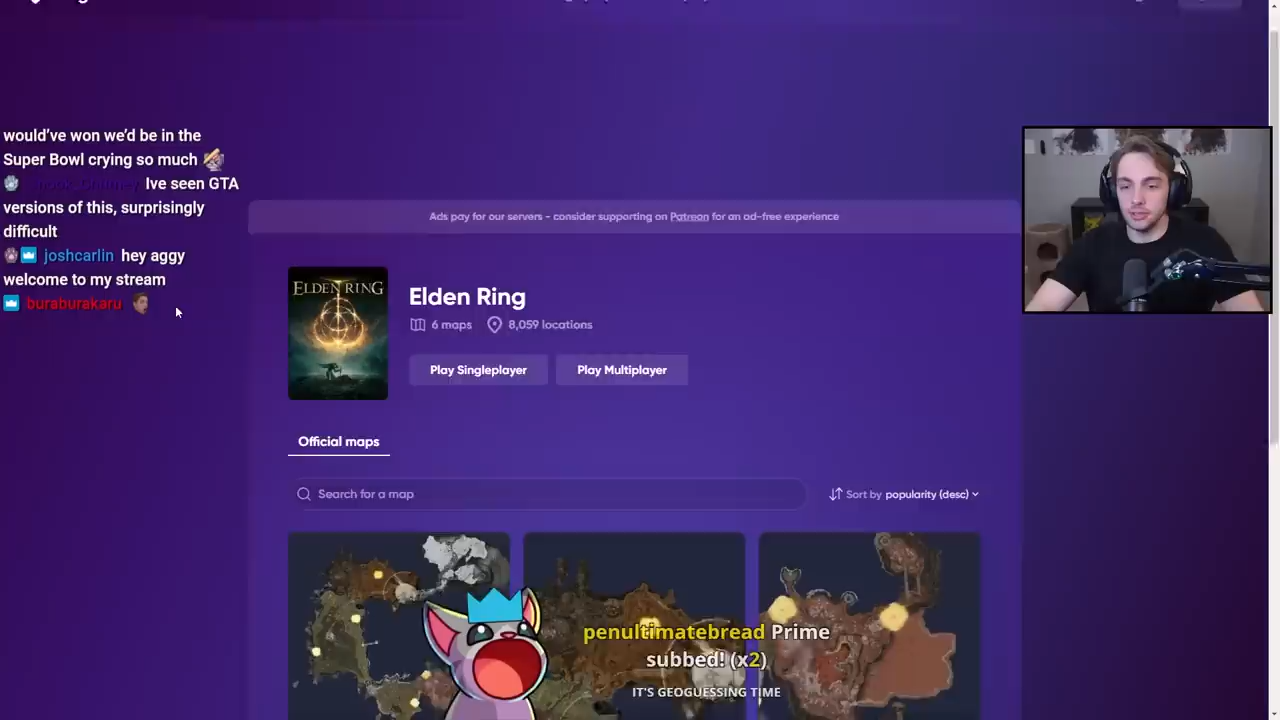 would've won we'd be in the
Super Bowl crying so much
Ive seen GTA
versions of this, surprisingly
difficult
joshcarlin hey aggy
welcome to my stream
buraburakaru
Ads pay for our servers - consider supporting on Patreon for an ad-free experience
ELDEN RING
Elden Ring
6 maps 8,059 locations
Play Singleplayer Play Multiplayer
Official maps
Search for a map
Sort by popularity (desc)
penultimatebread Prime
subbed! (x2)
IT'S GEOGUESSING TIME